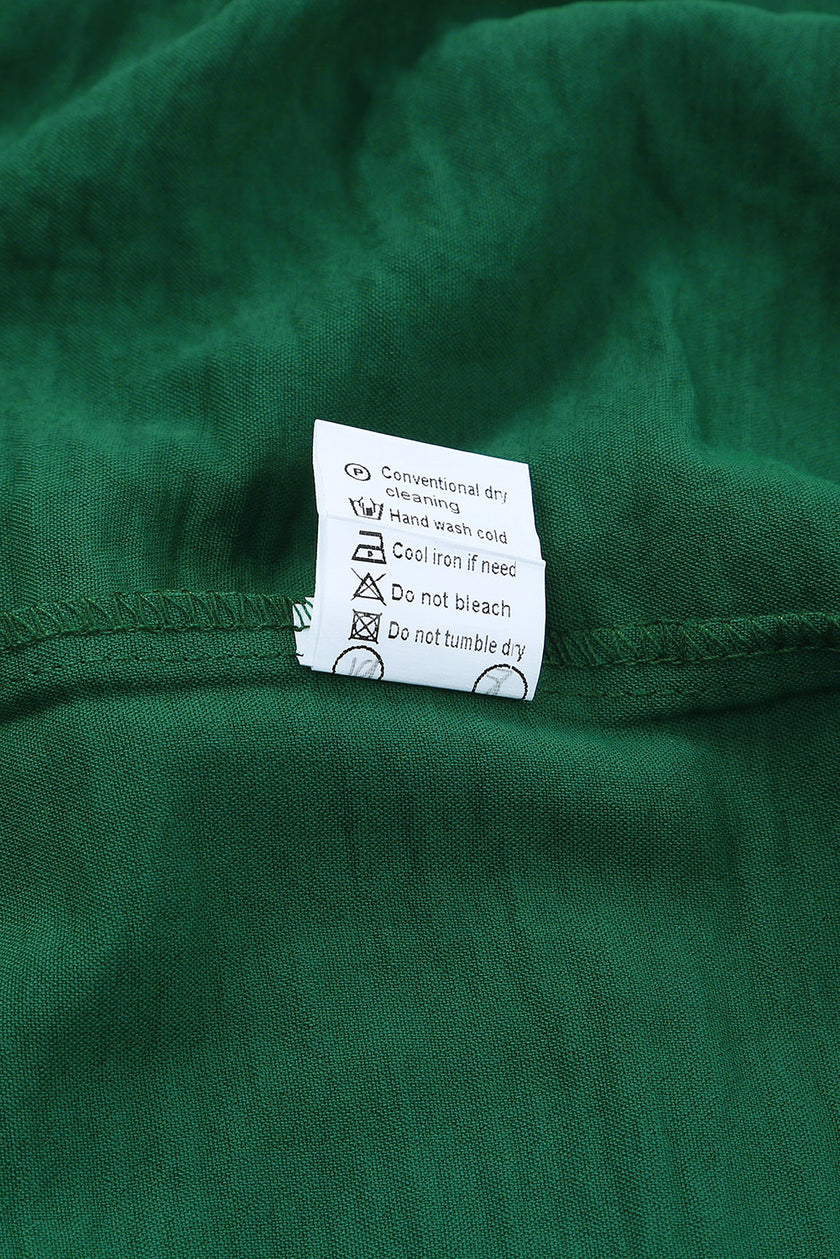 P
Conventional dry
cleaning
Hand wash cold
Cool iron if need
Do not bleach
Do not tumble dry